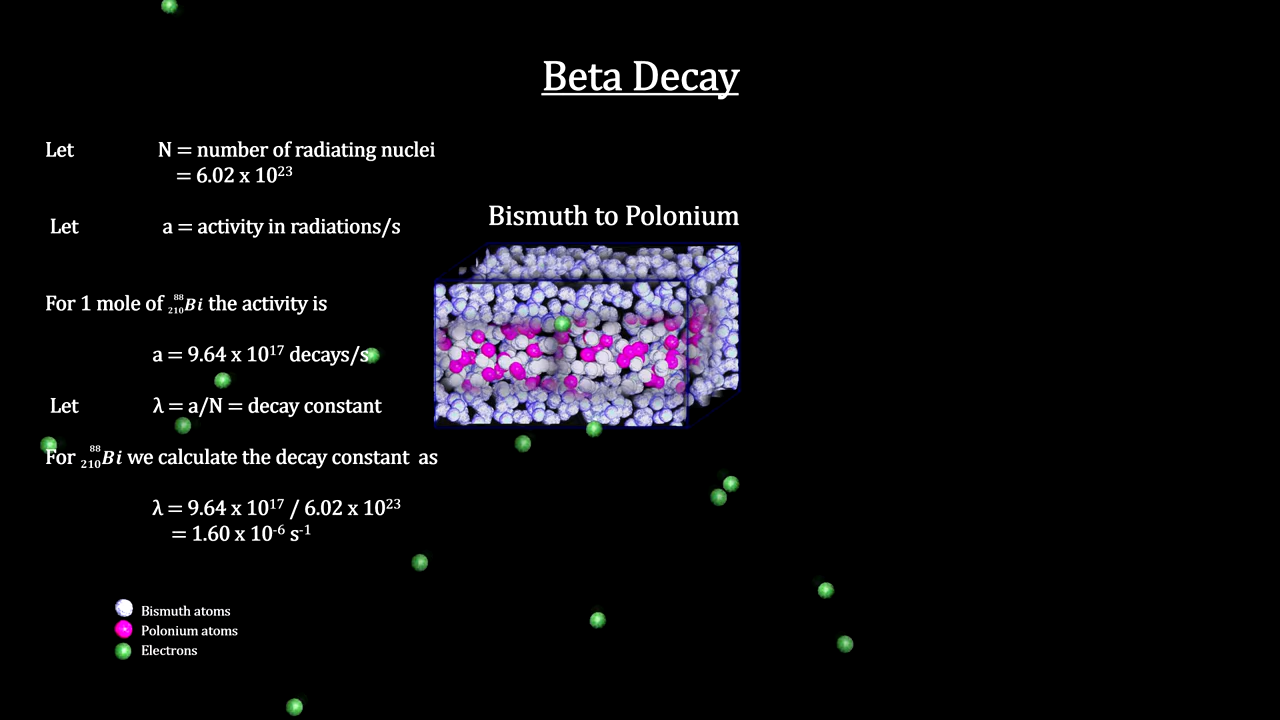 Beta Decay
Let N = number of radiating nuclei
= 6.02 x 10²³
Let a = activity in radiations/s
Bismuth to Polonium
For 1 mole of ⁸⁸₂₁₀Bi the activity is
a = 9.64 x 10¹⁷ decays/s
Let λ = a/N = decay constant
For ⁸⁸₂₁₀Bi we calculate the decay constant as
λ = 9.64 x 10¹⁷ / 6.02 x 10²³
= 1.60 x 10⁻⁶ s⁻¹
Bismuth atoms
Polonium atoms
Electrons